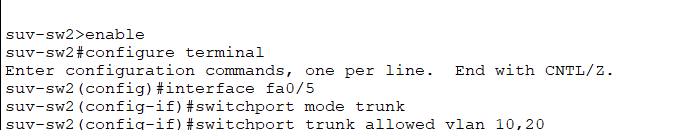 suv-sw2>enable
suv-sw2#configure terminal
Enter configuration commands, one per line.  End with CNTL/Z.
suv-sw2(config)#interface fa0/5
suv-sw2(config-if)#switchport mode trunk
suv-sw2(config-if)#switchport trunk allowed vlan 10,20